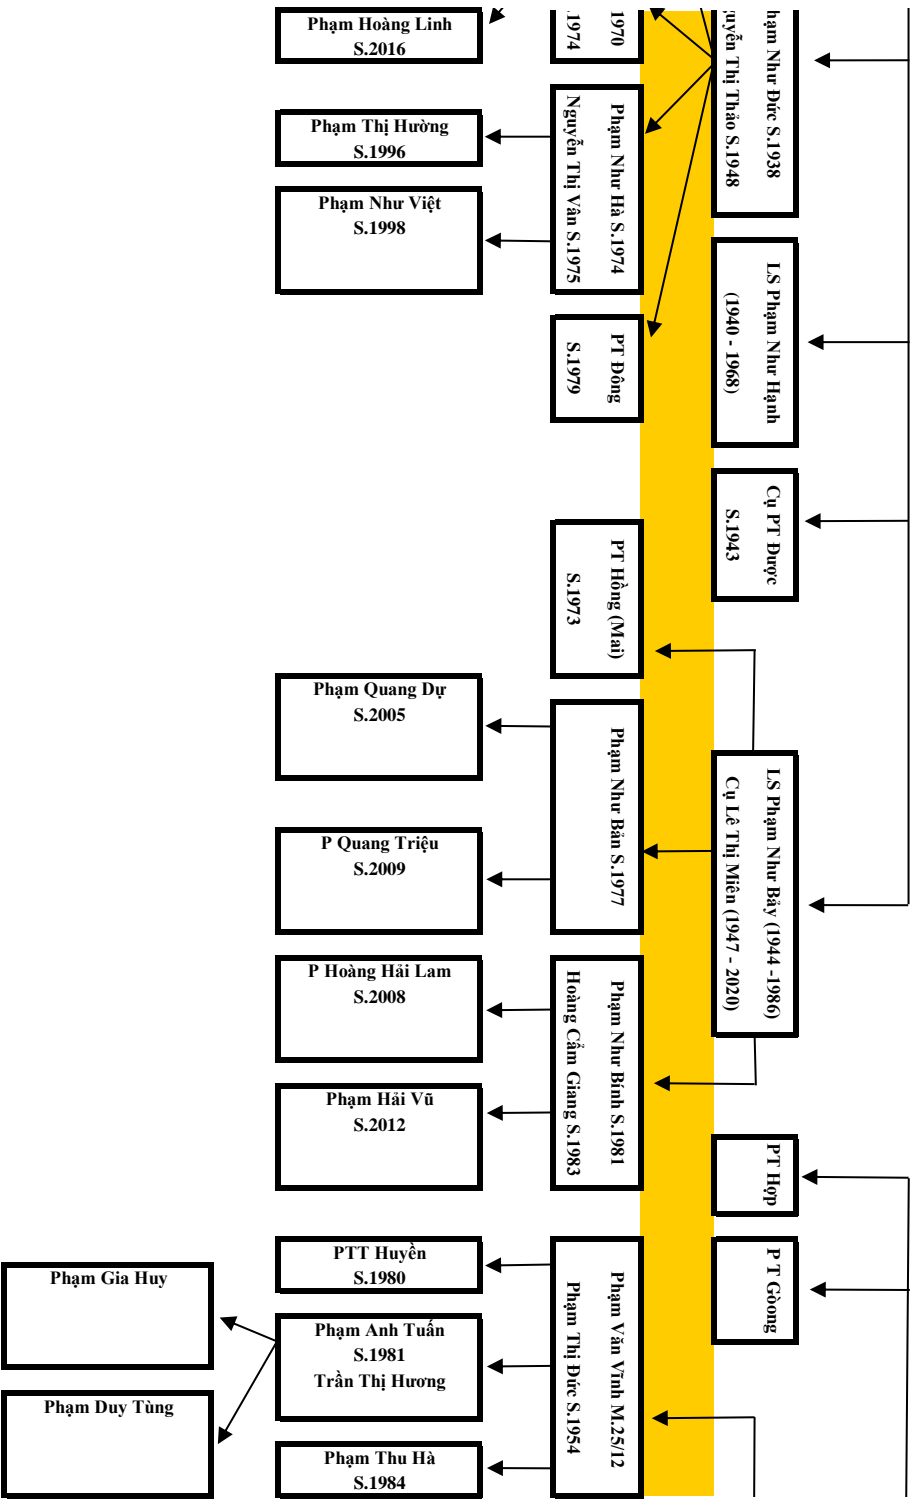 Phạm Hoàng Linh
S.2016
1970
.1974
Phạm Như Đức S.1938
Nguyễn Thị Thảo S.1948
Phạm Thị Hường
S.1996
Phạm Như Việt
S.1998
Phạm Như Hà S.1974
Nguyễn Thị Vân S.1975
LS Phạm Như Hạnh
(1940 - 1968)
PT Đông
S.1979
Cụ PT Được
S.1943
PT Hồng (Mai)
S.1973
Phạm Quang Dự
S.2005
P Quang Triệu
S.2009
Phạm Như Bản S.1977
LS Phạm Như Bảy (1944 -1986)
Cụ Lê Thị Miên (1947 - 2020)
P Hoàng Hải Lam
S.2008
Phạm Hải Vũ
S.2012
Phạm Như Bính S.1981
Hoàng Cẩm Giang S.1983
PT Hợp
P T Gòong
PTT Huyền
S.1980
Phạm Anh Tuấn
S.1981
Trần Thị Hương
Phạm Thu Hà
S.1984
Phạm Văn Vĩnh M.25/12
Phạm Thị Đức S.1954
Phạm Gia Huy
Phạm Duy Tùng